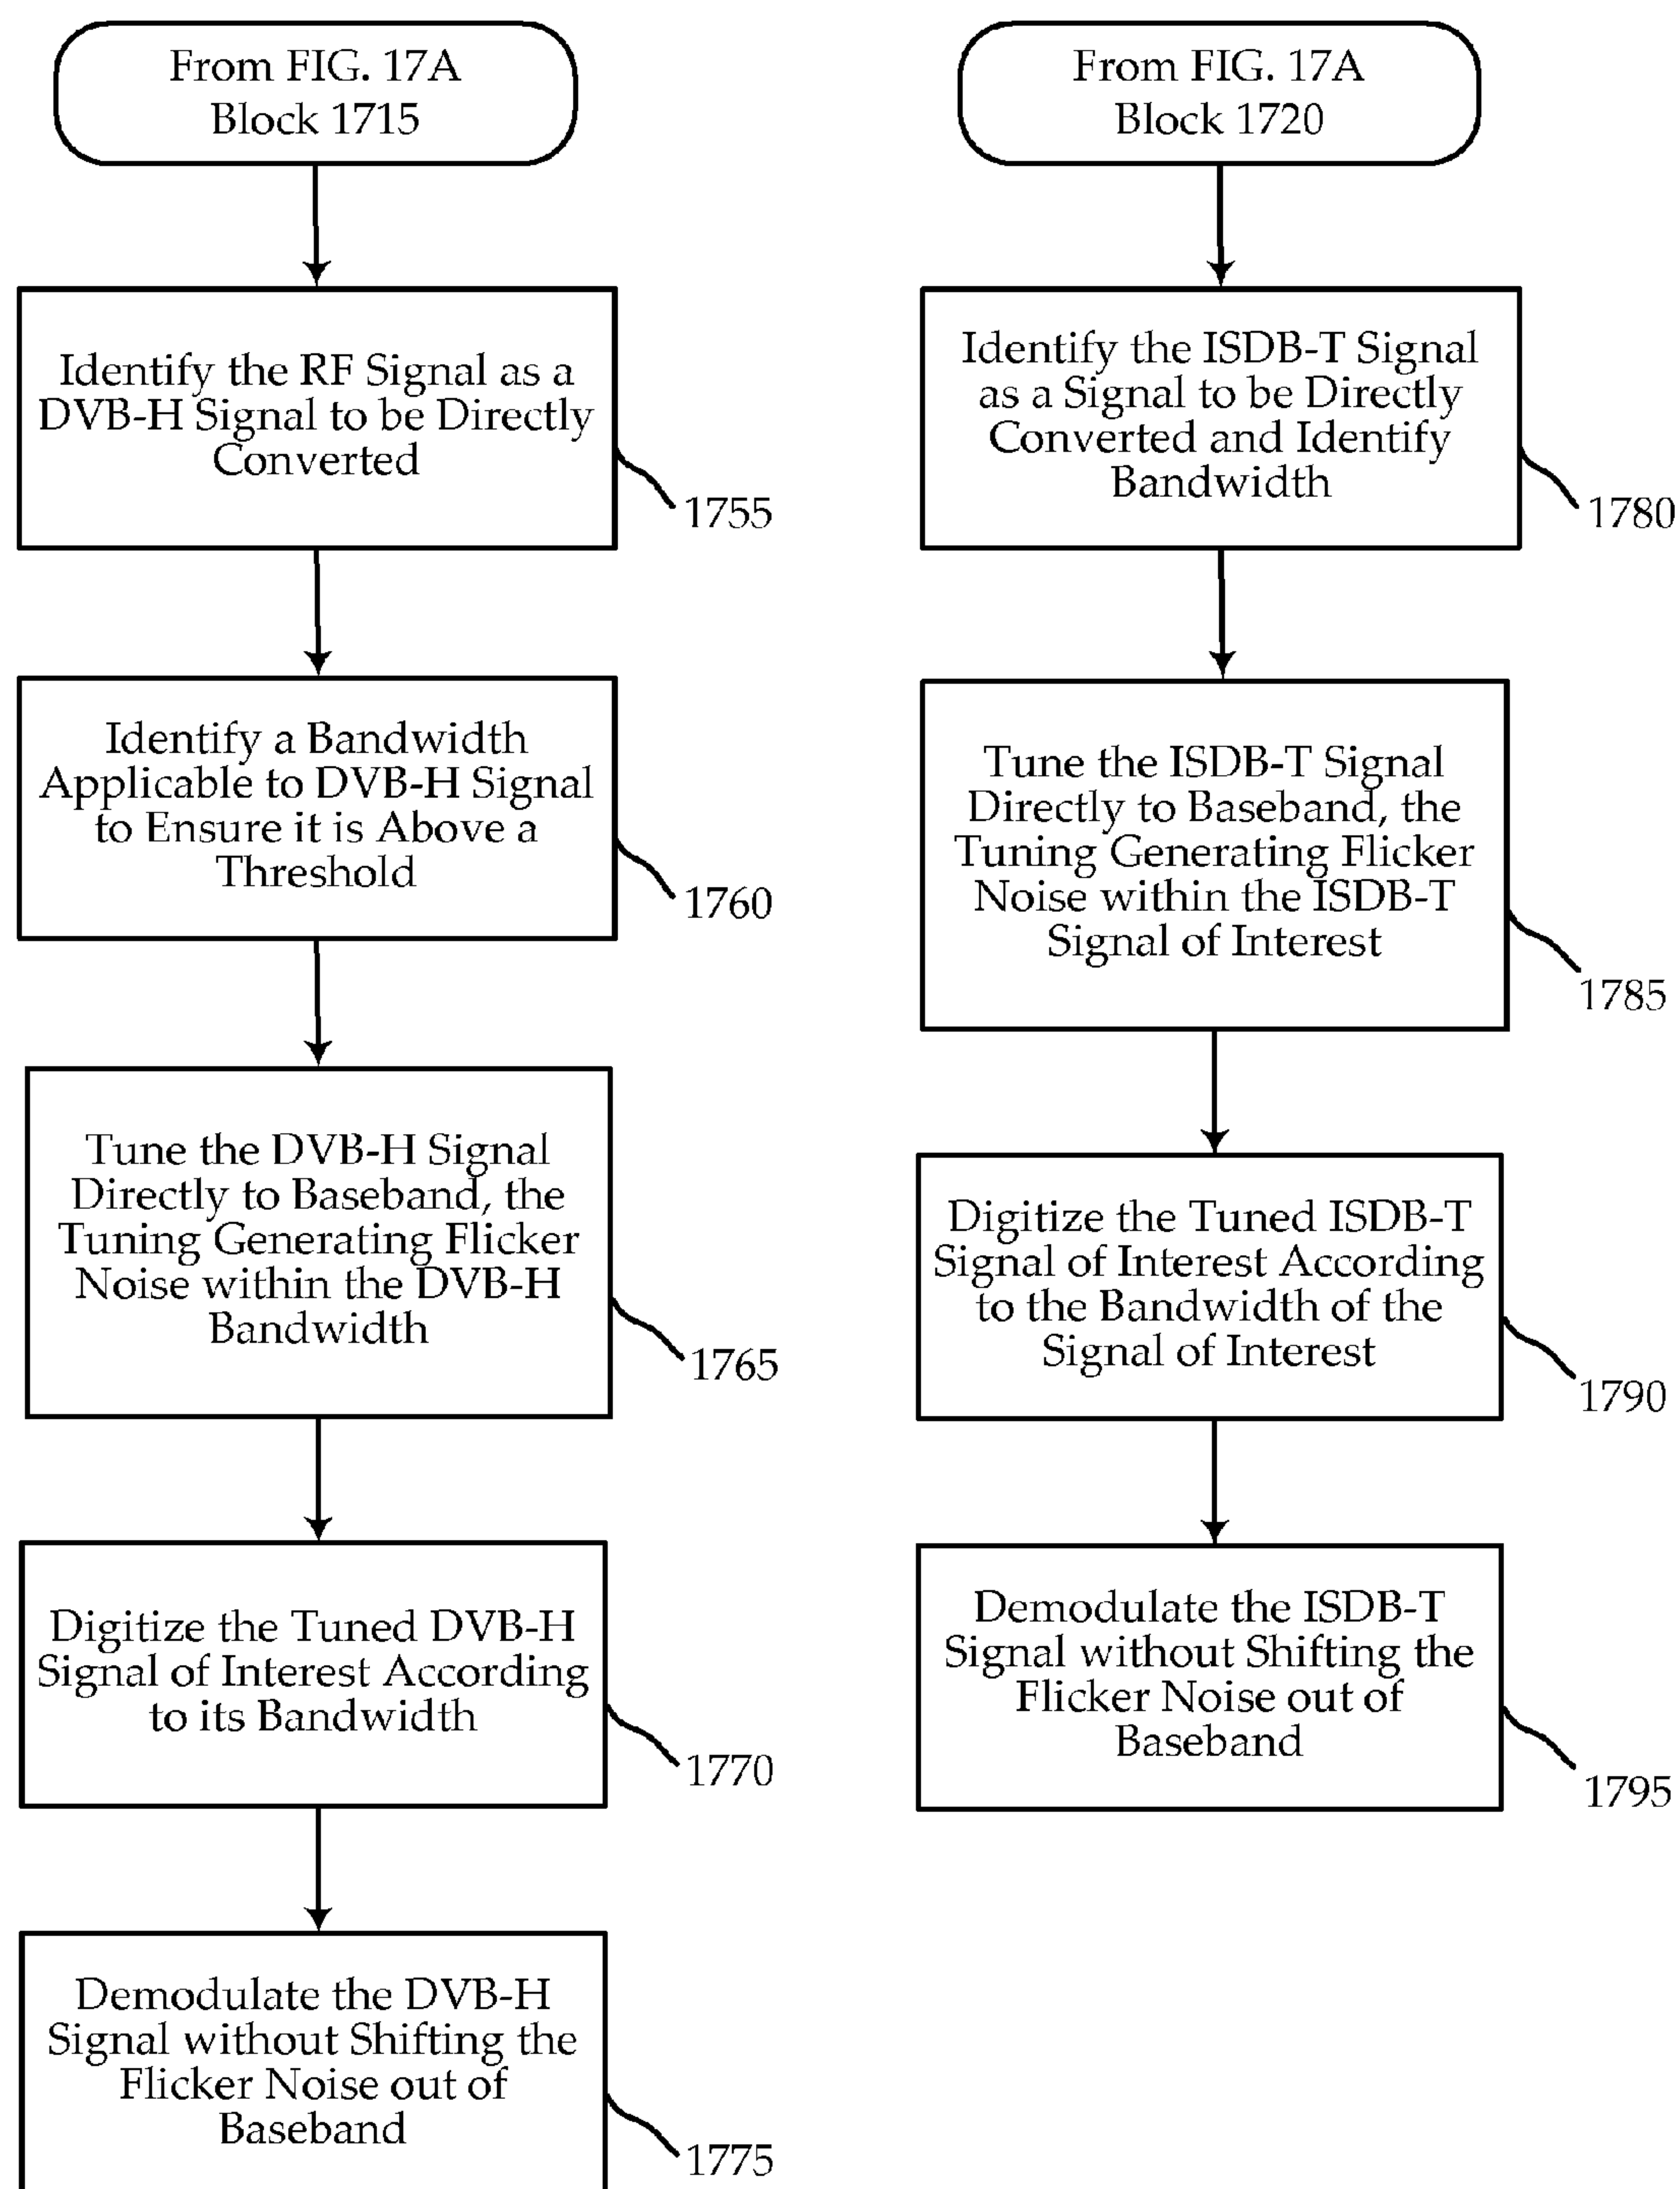 From FIG. 17A
Block 1715
Identify the RF Signal as a
DVB-H Signal to be Directly
Converted
1755
Identify a Bandwidth
Applicable to DVB-H Signal
to Ensure it is Above a
Threshold
1760
Tune the DVB-H Signal
Directly to Baseband, the
Tuning Generating Flicker
Noise within the DVB-H
Bandwidth
1765
Digitize the Tuned DVB-H
Signal of Interest According
to its Bandwidth
1770
Demodulate the DVB-H
Signal without Shifting the
Flicker Noise out of
Baseband
1775
From FIG. 17A
Block 1720
Identify the ISDB-T Signal
as a Signal to be Directly
Converted and Identify
Bandwidth
1780
Tune the ISDB-T Signal
Directly to Baseband, the
Tuning Generating Flicker
Noise within the ISDB-T
Signal of Interest
1785
Digitize the Tuned ISDB-T
Signal of Interest According
to the Bandwidth of the
Signal of Interest
1790
Demodulate the ISDB-T
Signal without Shifting the
Flicker Noise out of
Baseband
1795